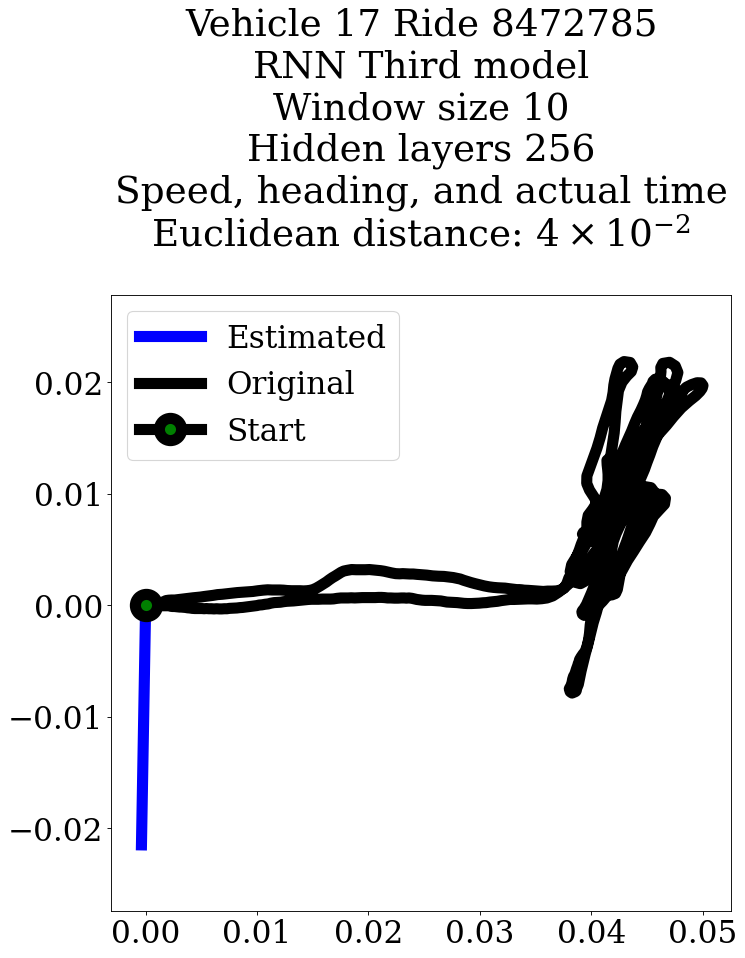 Vehicle 17 Ride 8472785
RNN Third model
Window size 10
Hidden layers 256
Speed, heading, and actual time
Euclidean distance: 4 × 10⁻²
Estimated
Original
Start
0.02
0.01
0.00
−0.01
−0.02
0.00 0.01 0.02 0.03 0.04 0.05